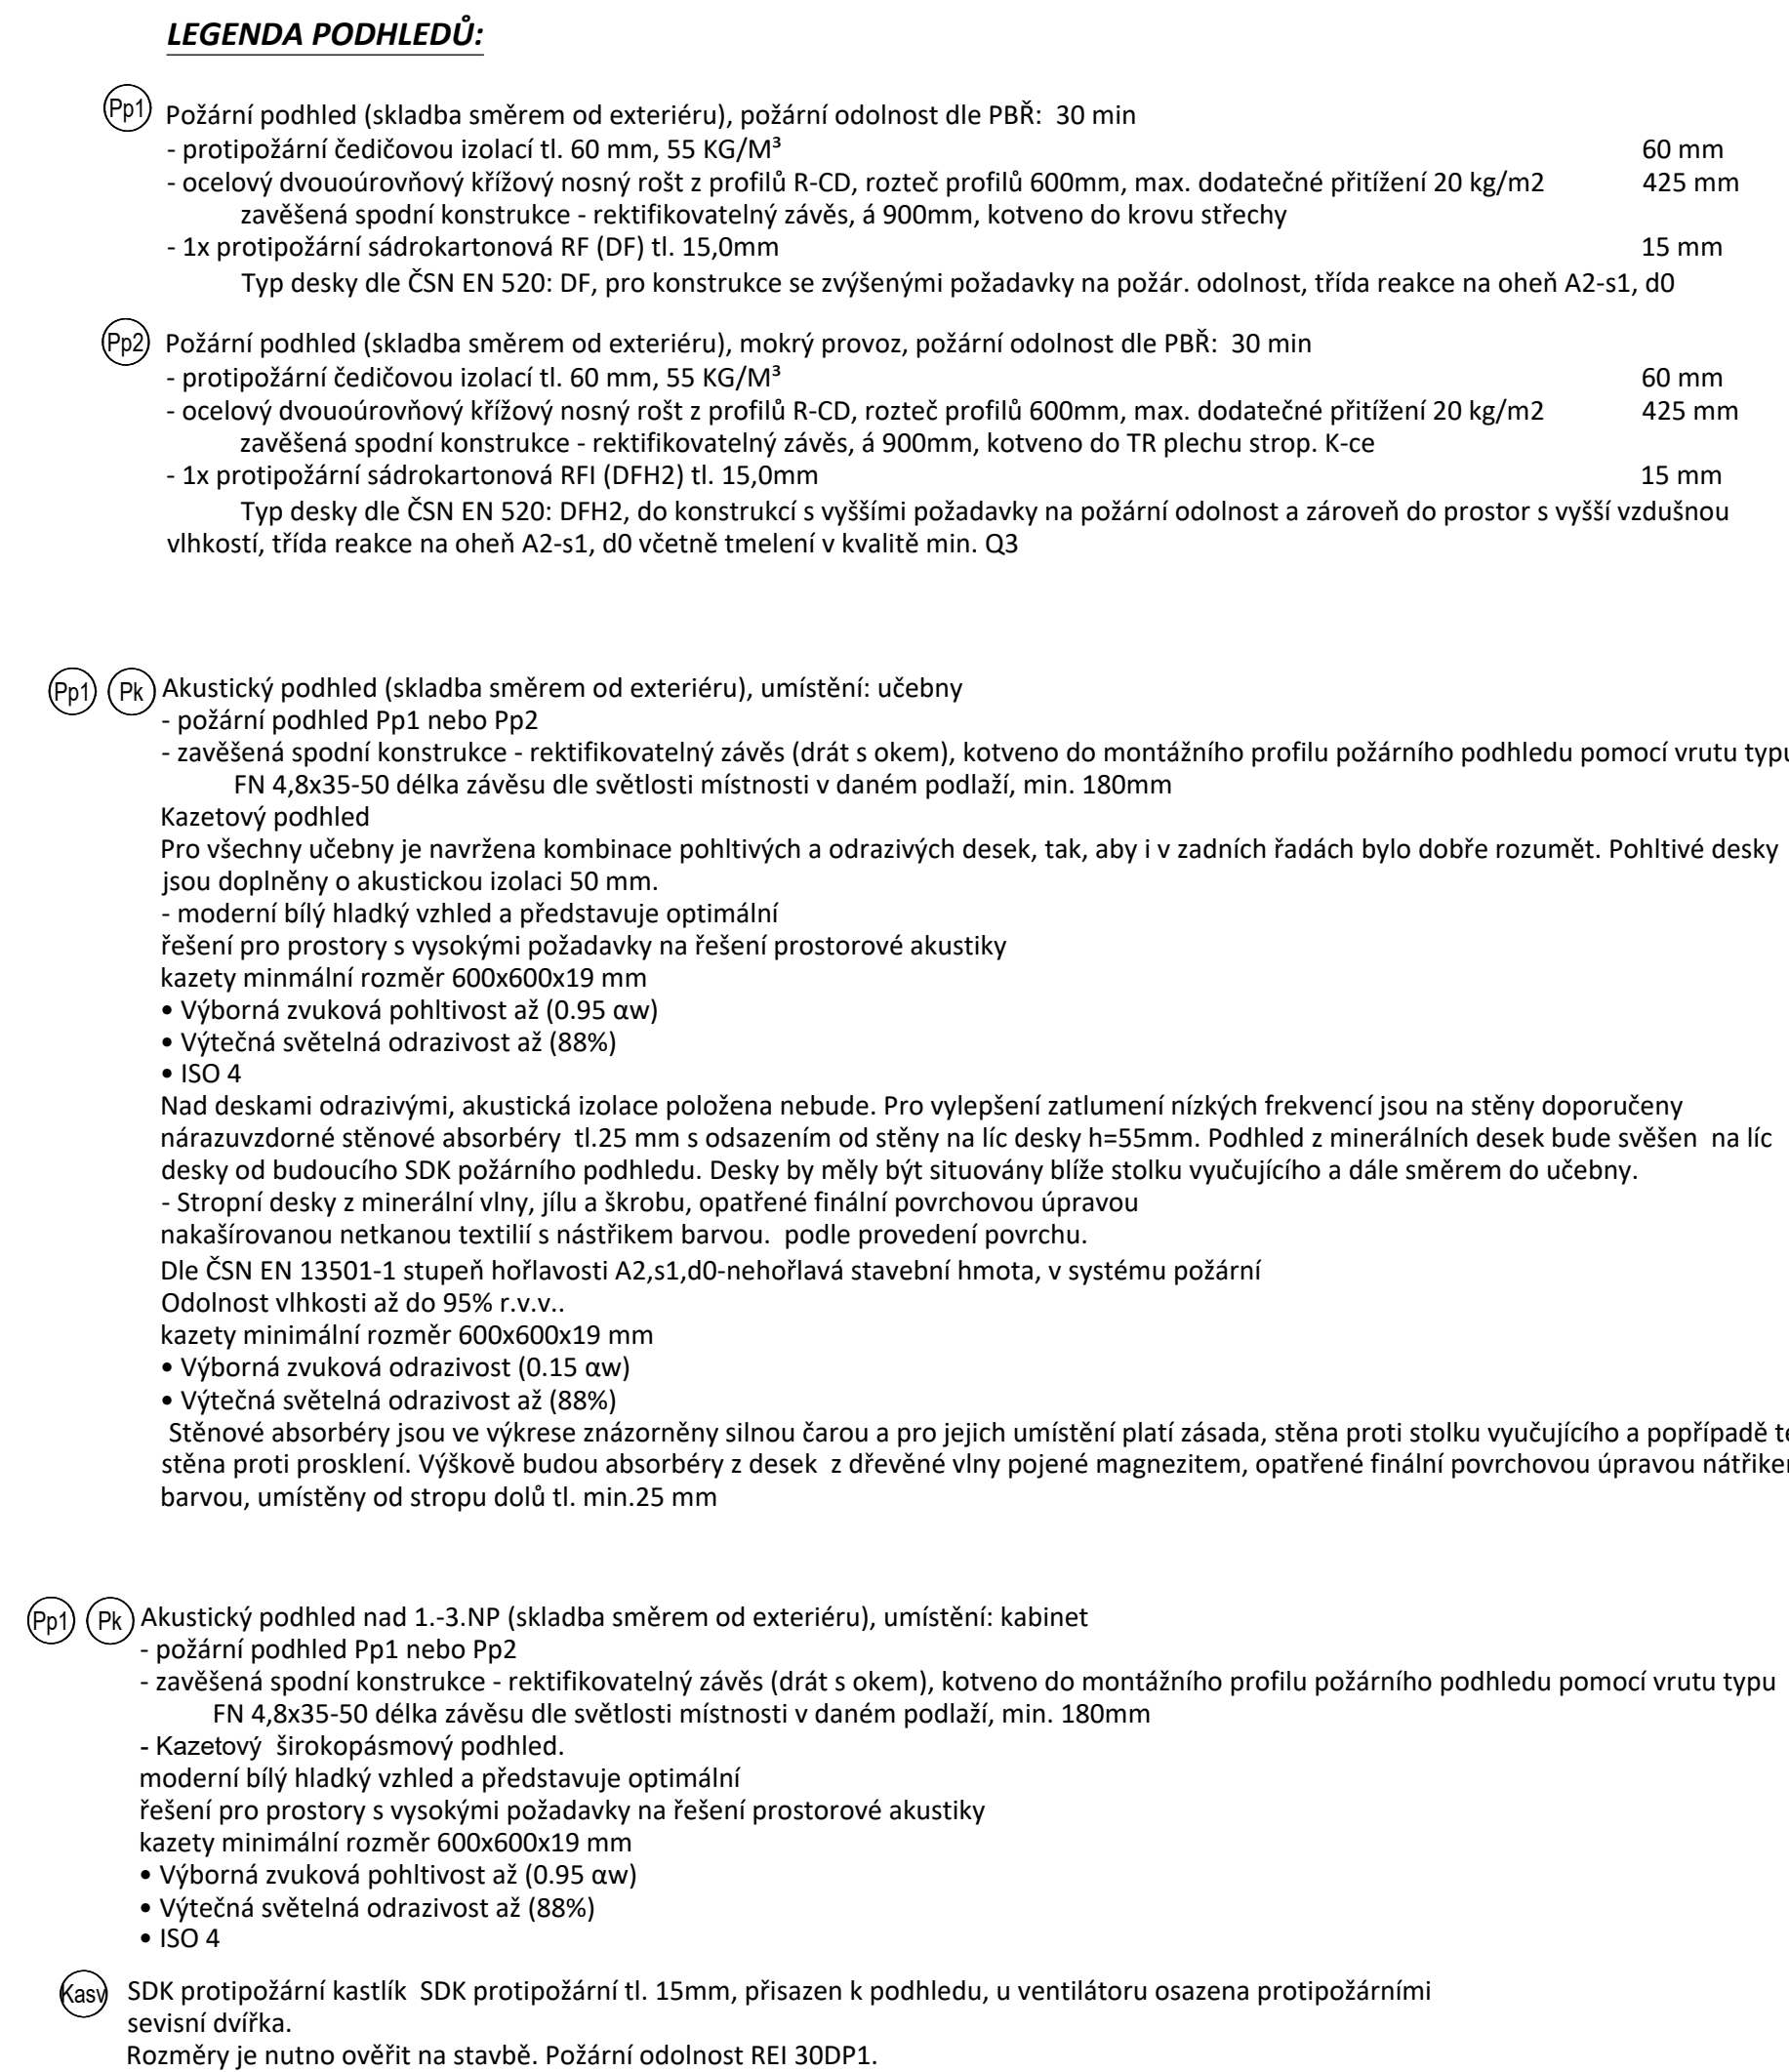 LEGENDA PODHLEDŮ:
Pp1 Požární podhled (skladba směrem od exteriéru), požární odolnost dle PBŘ: 30 min
- protipožární čedičovou izolací tl. 60 mm, 55 KG/M³ 60 mm
- ocelový dvouoúrovňový křížový nosný rošt z profilů R-CD, rozteč profilů 600mm, max. dodatečné přitížení 20 kg/m2 425 mm
zavěšená spodní konstrukce - rektifikovatelný závěs, á 900mm, kotveno do krovu střechy
- 1x protipožární sádrokartonová RF (DF) tl. 15,0mm 15 mm
Typ desky dle ČSN EN 520: DF, pro konstrukce se zvýšenými požadavky na požár. odolnost, třída reakce na oheň A2-s1, d0
Pp2 Požární podhled (skladba směrem od exteriéru), mokrý provoz, požární odolnost dle PBŘ: 30 min
- protipožární čedičovou izolací tl. 60 mm, 55 KG/M³ 60 mm
- ocelový dvouoúrovňový křížový nosný rošt z profilů R-CD, rozteč profilů 600mm, max. dodatečné přitížení 20 kg/m2 425 mm
zavěšená spodní konstrukce - rektifikovatelný závěs, á 900mm, kotveno do TR plechu strop. K-ce
- 1x protipožární sádrokartonová RFI (DFH2) tl. 15,0mm 15 mm
Typ desky dle ČSN EN 520: DFH2, do konstrukcí s vyššími požadavky na požární odolnost a zároveň do prostor s vyšší vzdušnou
vlhkostí, třída reakce na oheň A2-s1, d0 včetně tmelení v kvalitě min. Q3
Pp1 Pk Akustický podhled (skladba směrem od exteriéru), umístění: učebny
- požární podhled Pp1 nebo Pp2
- zavěšená spodní konstrukce - rektifikovatelný závěs (drát s okem), kotveno do montážního profilu požárního podhledu pomocí vrutu typu
FN 4,8x35-50 délka závěsu dle světlosti místnosti v daném podlaží, min. 180mm
Kazetový podhled
Pro všechny učebny je navržena kombinace pohltivých a odrazivých desek, tak, aby i v zadních řadách bylo dobře rozumět. Pohltivé desky
jsou doplněny o akustickou izolaci 50 mm.
- moderní bílý hladký vzhled a představuje optimální
řešení pro prostory s vysokými požadavky na řešení prostorové akustiky
kazety minmální rozměr 600x600x19 mm
• Výborná zvuková pohltivost až (0.95 αw)
• Výtečná světelná odrazivost až (88%)
• ISO 4
Nad deskami odrazivými, akustická izolace položena nebude. Pro vylepšení zatlumení nízkých frekvencí jsou na stěny doporučeny
nárazuvzdorné stěnové absorbéry tl.25 mm s odsazením od stěny na líc desky h=55mm. Podhled z minerálních desek bude svěšen na líc
desky od budoucího SDK požárního podhledu. Desky by měly být situovány blíže stolku vyučujícího a dále směrem do učebny.
- Stropní desky z minerální vlny, jílu a škrobu, opatřené finální povrchovou úpravou
nakašírovanou netkanou textilií s nástřikem barvou. podle provedení povrchu.
Dle ČSN EN 13501-1 stupeň hořlavosti A2,s1,d0-nehořlavá stavební hmota, v systému požární
Odolnost vlhkosti až do 95% r.v.v..
kazety minimální rozměr 600x600x19 mm
• Výborná zvuková odrazivost (0.15 αw)
• Výtečná světelná odrazivost až (88%)
Stěnové absorbéry jsou ve výkrese znázorněny silnou čarou a pro jejich umístění platí zásada, stěna proti stolku vyučujícího a popřípadě
stěna proti prosklení. Výškově budou absorbéry z desek z dřevěné vlny pojené magnezitem, opatřené finální povrchovou úpravou
barvou, umístěny od stropu dolů tl. min.25 mm
Pp1 Pk Akustický podhled nad 1.-3.NP (skladba směrem od exteriéru), umístění: kabinet
- požární podhled Pp1 nebo Pp2
- zavěšená spodní konstrukce - rektifikovatelný závěs (drát s okem), kotveno do montážního profilu požárního podhledu pomocí vrutu typu
FN 4,8x35-50 délka závěsu dle světlosti místnosti v daném podlaží, min. 180mm
- Kazetový širokopásmový podhled.
moderní bílý hladký vzhled a představuje optimální
řešení pro prostory s vysokými požadavky na řešení prostorové akustiky
kazety minimální rozměr 600x600x19 mm
• Výborná zvuková pohltivost až (0.95 αw)
• Výtečná světelná odrazivost až (88%)
• ISO 4
Kasv SDK protipožární kastlík SDK protipožární tl. 15mm, přisazen k podhledu, u ventilátoru osazena protipožárními
sevisní dvířka.
Rozměry je nutno ověřit na stavbě. Požární odolnost REI 30DP1.